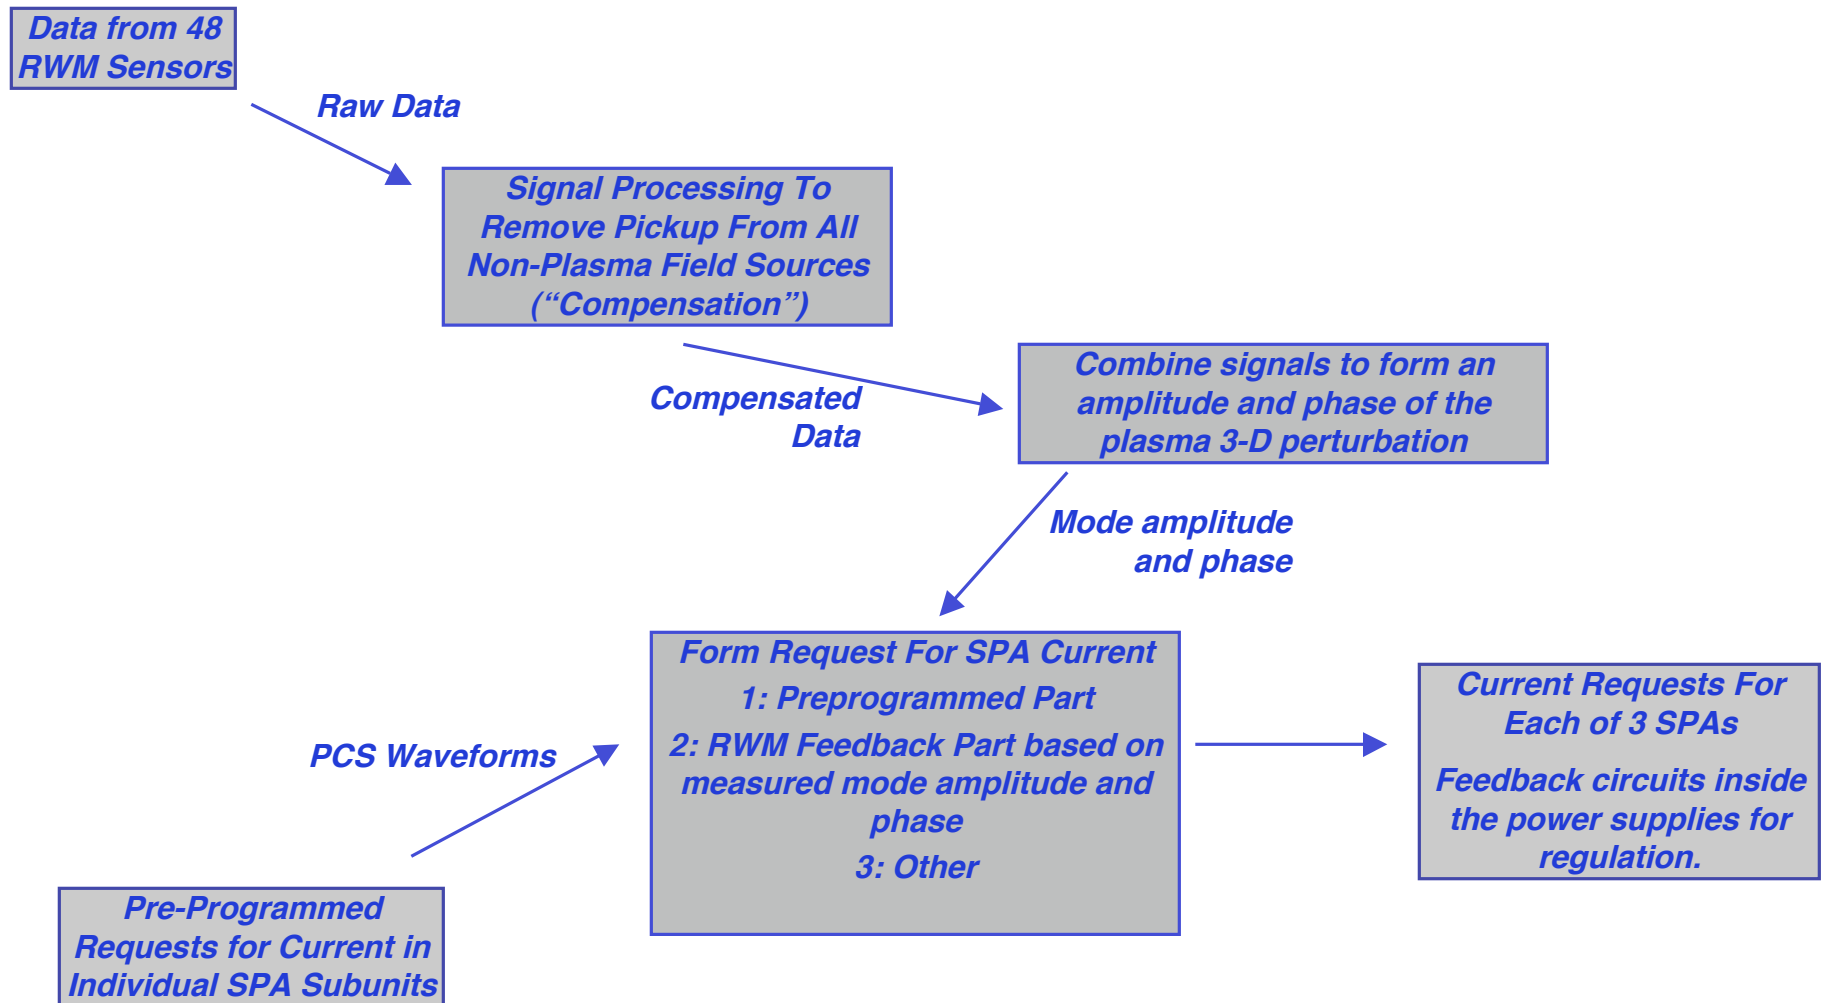 Data from 48
RWM Sensors
Raw Data
Signal Processing To
Remove Pickup From All
Non-Plasma Field Sources
(“Compensation”)
Compensated
Data
Combine signals to form an
amplitude and phase of the
plasma 3-D perturbation
Mode amplitude
and phase
Form Request For SPA Current
1: Preprogrammed Part
2: RWM Feedback Part based on
measured mode amplitude and
phase
3: Other
PCS Waveforms
Pre-Programmed
Requests for Current in
Individual SPA Subunits
Current Requests For
Each of 3 SPAs
Feedback circuits inside
the power supplies for
regulation.